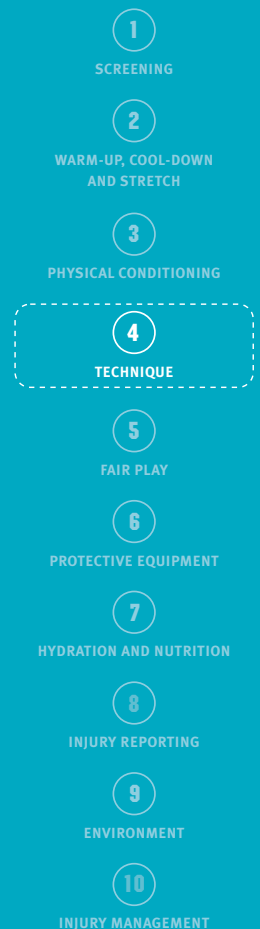 1
SCREENING
2
WARM-UP, COOL-DOWN
AND STRETCH
3
PHYSICAL CONDITIONING
4
TECHNIQUE
5
FAIR PLAY
6
PROTECTIVE EQUIPMENT
7
HYDRATION AND NUTRITION
8
INJURY REPORTING
9
ENVIRONMENT
10
INJURY MANAGEMENT